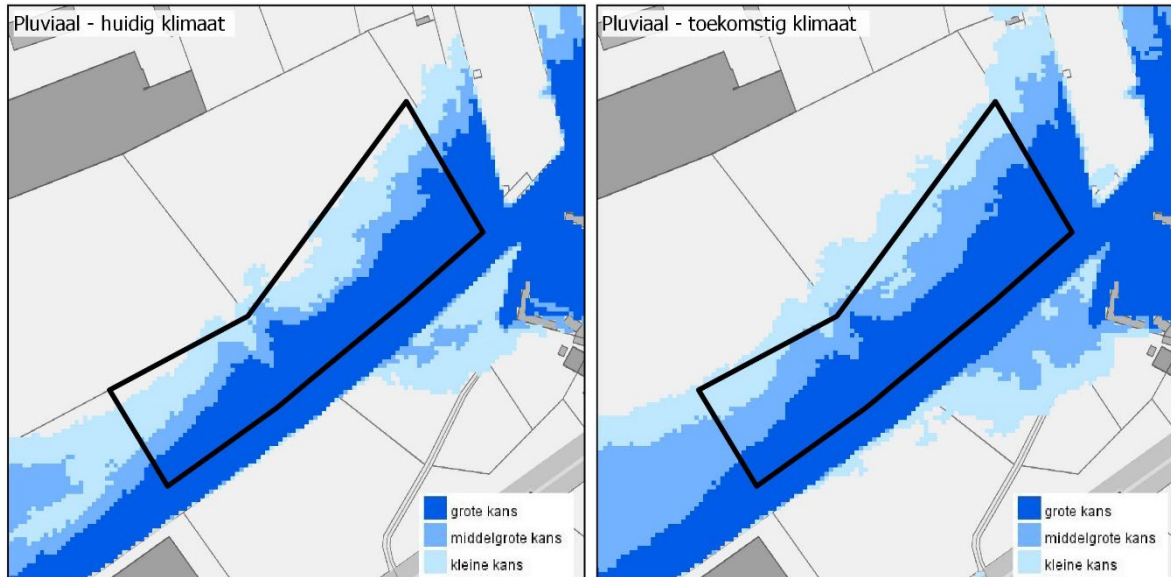 Pluviaal - huidig klimaat
grote kans
middelgrote kans
kleine kans
Pluviaal - toekomstig klimaat
grote kans
middelgrote kans
kleine kans